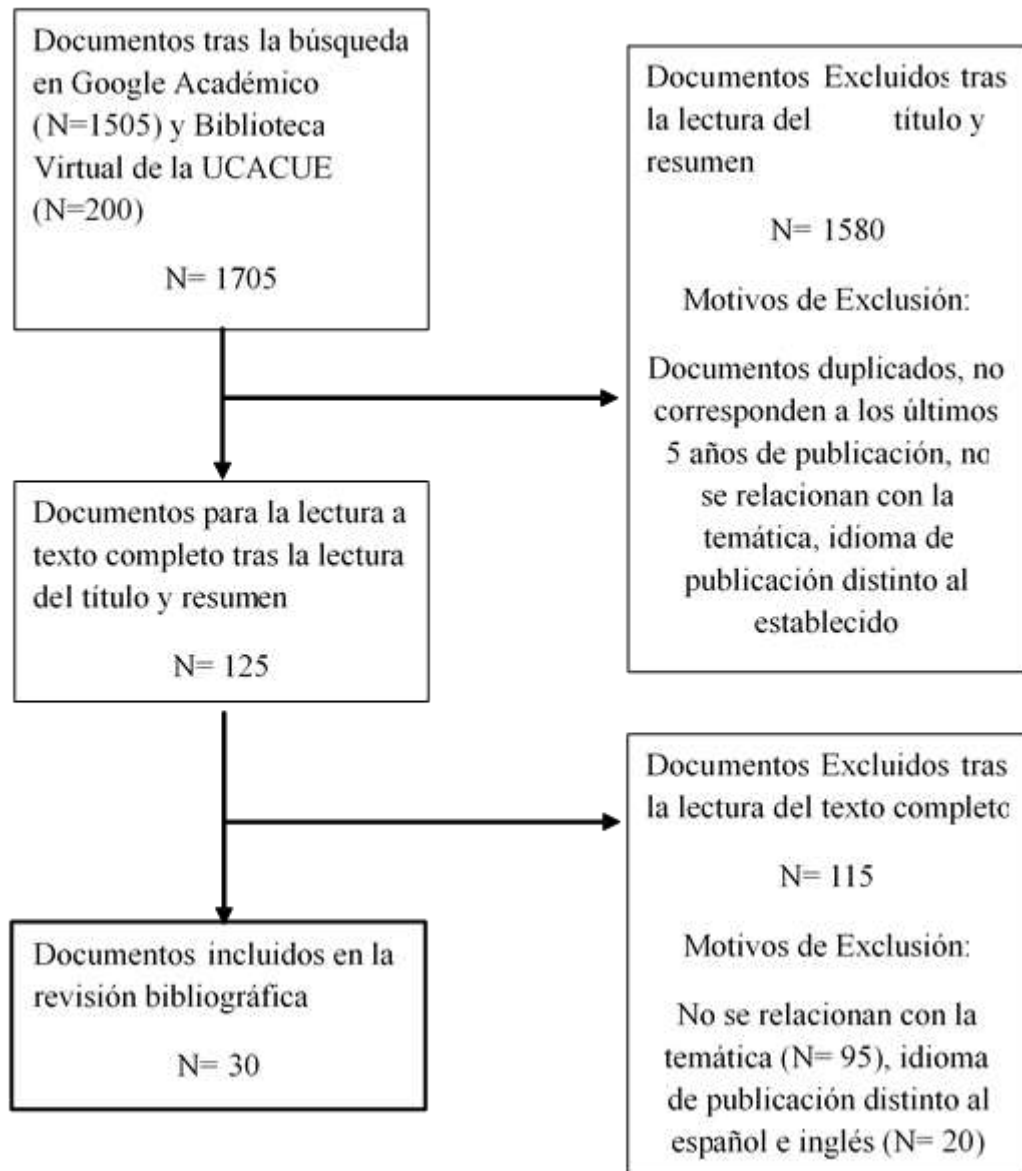 Documentos tras la búsqueda
en Google Académico
(N=1505) y Biblioteca
Virtual de la UCACUE
(N=200)
N= 1705
Documentos Excluidos tras
la lectura del título y
resumen
N= 1580
Motivos de Exclusión:
Documentos duplicados, no
corresponden a los últimos
5 años de publicación, no
se relacionan con la
temática, idioma de
publicación distinto al
establecido
Documentos para la lectura a
texto completo tras la lectura
del título y resumen
N= 125
Documentos Excluidos tras
la lectura del texto completo
N= 115
Motivos de Exclusión:
No se relacionan con la
temática (N= 95), idioma
de publicación distinto al
español e inglés (N= 20)
Documentos incluidos en la
revisión bibliográfica
N= 30